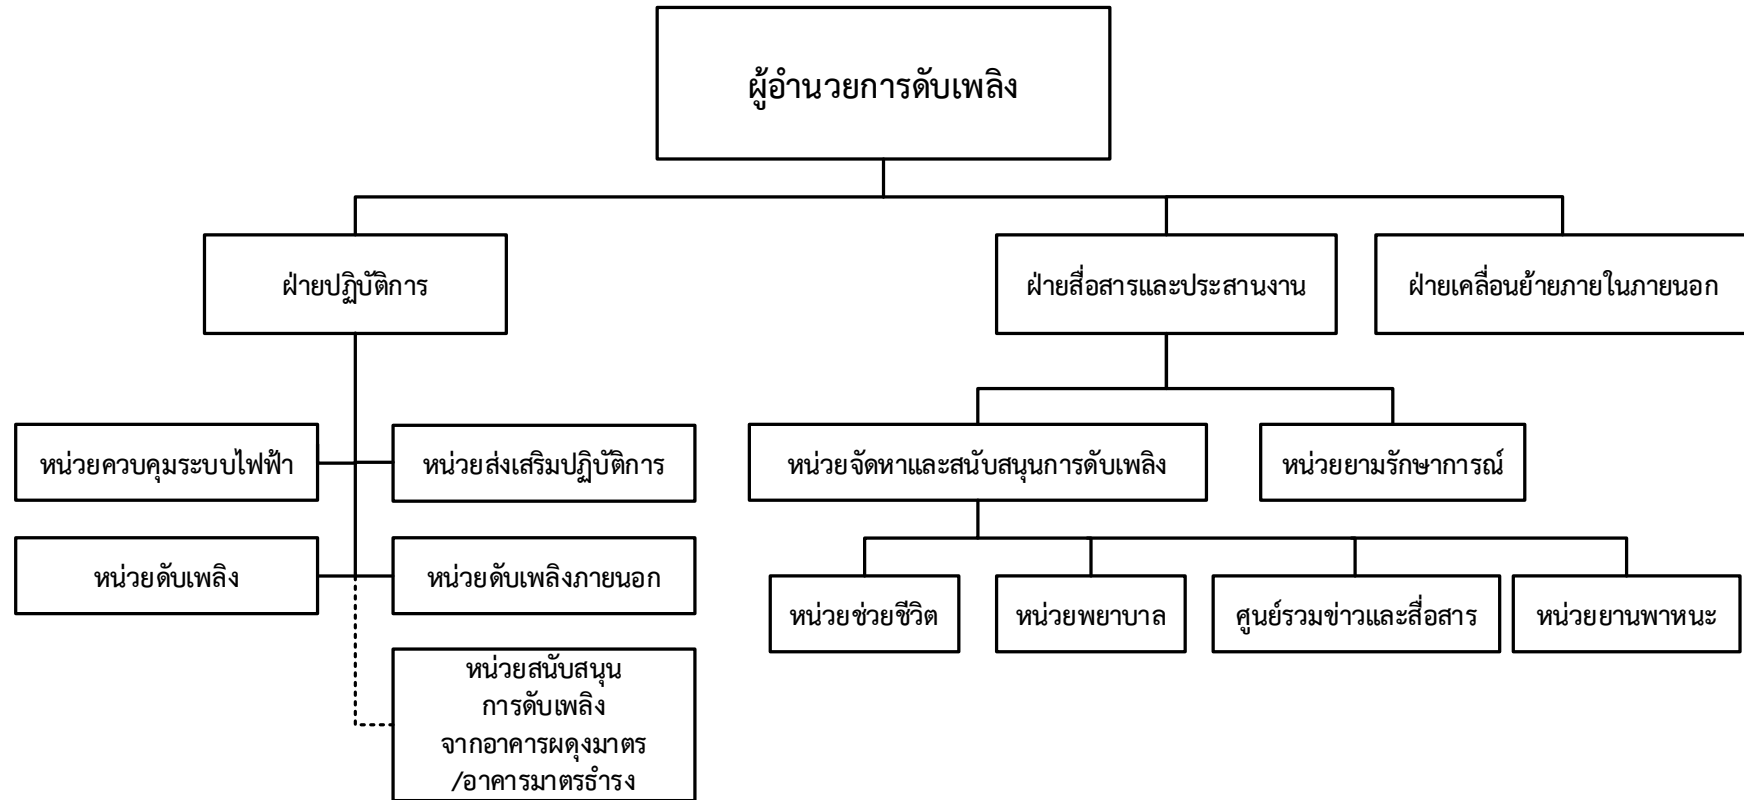 ผู้อำนวยการดับเพลิง
ฝ่ายปฏิบัติการ
ฝ่ายสื่อสารและประสานงาน
ฝ่ายเคลื่อนย้ายภายในภายนอก
หน่วยควบคุมระบบไฟฟ้า
หน่วยส่งเสริมปฏิบัติการ
หน่วยจัดหาและสนับสนุนการดับเพลิง
หน่วยยามรักษาการณ์
หน่วยดับเพลิง
หน่วยดับเพลิงภายนอก
หน่วยช่วยชีวิต
หน่วยพยาบาล
ศูนย์รวมข่าวและสื่อสาร
หน่วยยานพาหนะ
หน่วยสนับสนุน
การดับเพลิง
จากอาคารผดุงมาตร
/อาคารมาตรธำรง